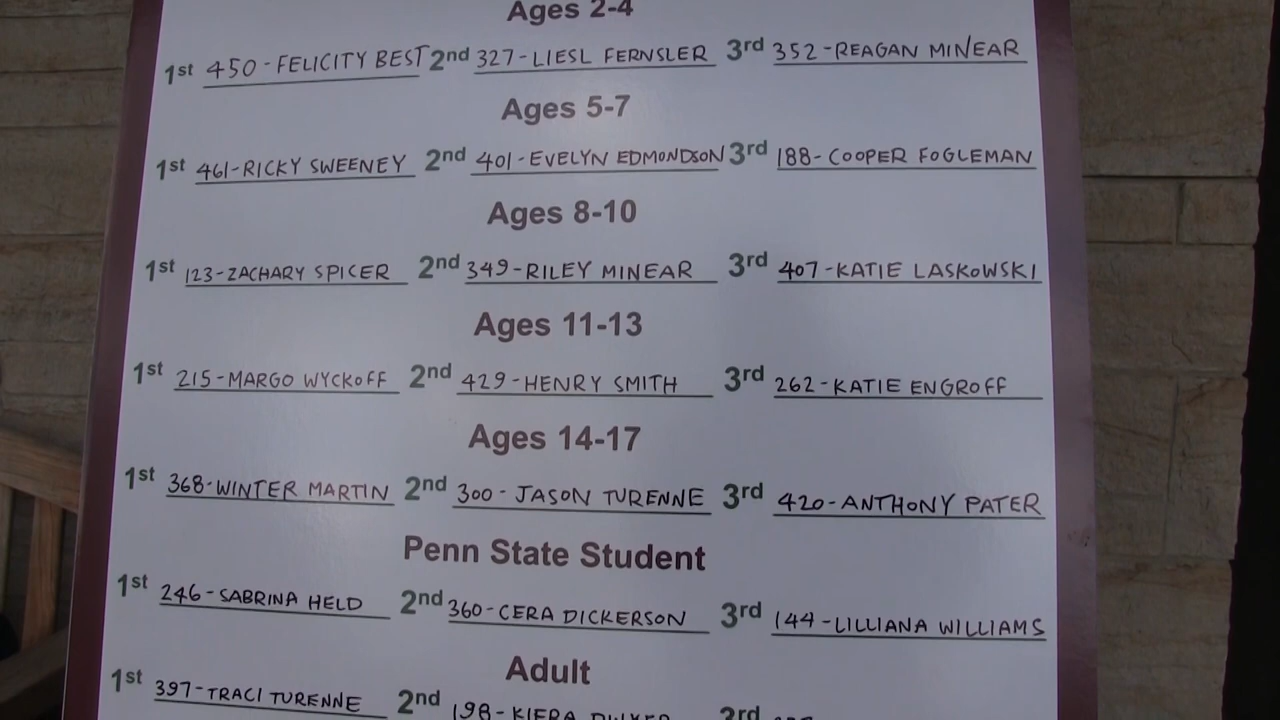 Ages 2-4
1st 450-FELICITY BEST 2nd 327-LIESL FERNSLER 3rd 352-REAGAN MINEAR
Ages 5-7
1st 461-RICKY SWEENEY 2nd 401-EVELYN EDMONDSON 3rd 188-COOPER FOGLEMAN
Ages 8-10
1st 123-ZACHARY SPICER 2nd 349-RILEY MINEAR 3rd 407-KATIE LASKOWSKI
Ages 11-13
1st 215-MARGO WYCKOFF 2nd 429-HENRY SMITH 3rd 262-KATIE ENGROFF
Ages 14-17
1st 368-WINTER MARTIN 2nd 300-JASON TURENNE 3rd 420-ANTHONY PATER
Penn State Student
1st 246-SABRINA HELD 2nd 360-CERA DICKERSON 3rd 144-LILLIANA WILLIAMS
Adult
1st 397-TRACI TURENNE 2nd 198-KIERA 3rd